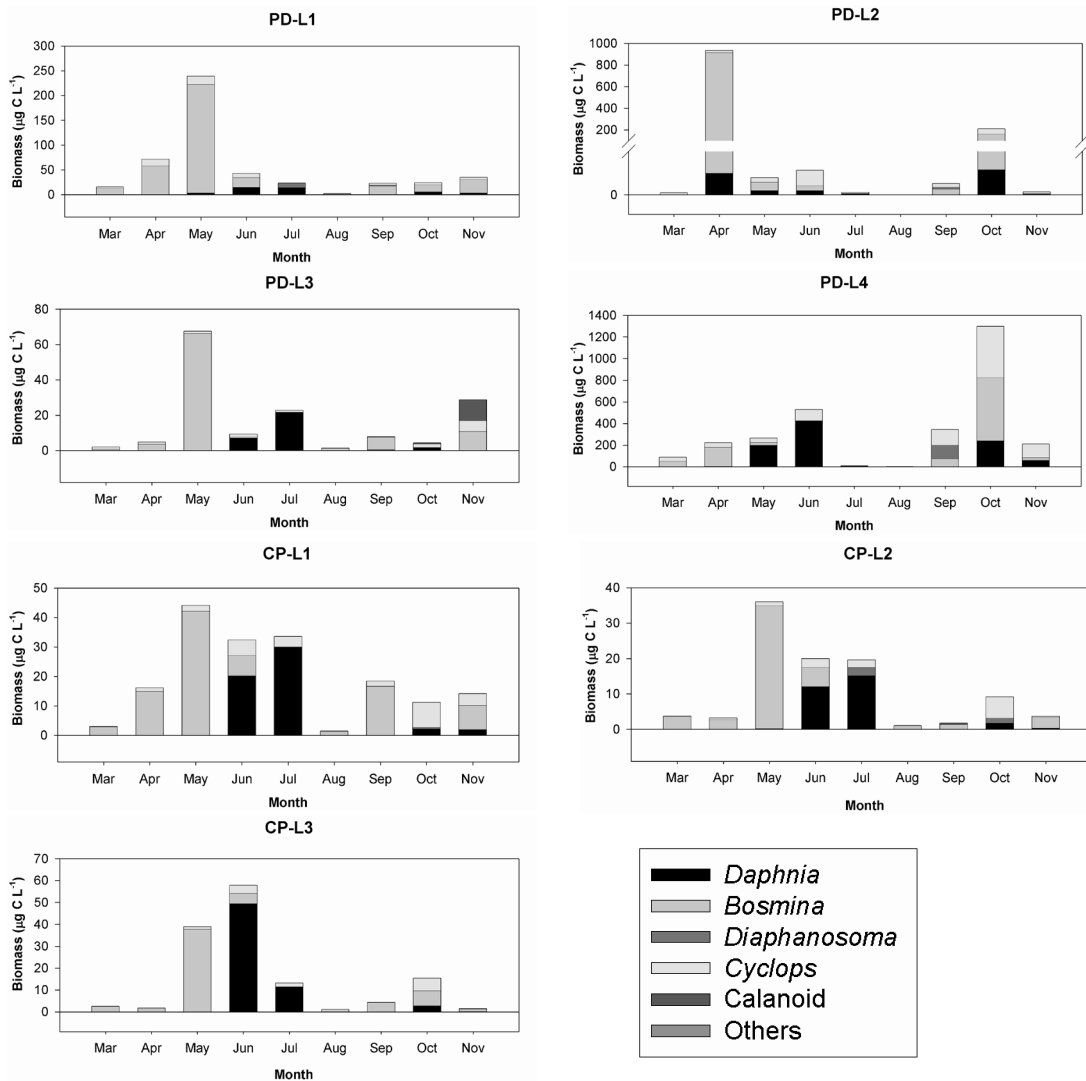 PD-L1
Biomass (µg C L⁻¹)
300
250
200
150
100
50
0
Mar Apr May Jun Jul Aug Sep Oct Nov
Month
PD-L2
Biomass (µg C L⁻¹)
1000
800
600
400
200
0
Mar Apr May Jun Jul Aug Sep Oct Nov
Month
PD-L3
Biomass (µg C L⁻¹)
80
60
40
20
0
Mar Apr May Jun Jul Aug Sep Oct Nov
Month
PD-L4
Biomass (µg C L⁻¹)
1400
1200
1000
800
600
400
200
0
Mar Apr May Jun Jul Aug Sep Oct Nov
Month
CP-L1
Biomass (µg C L⁻¹)
50
40
30
20
10
0
Mar Apr May Jun Jul Aug Sep Oct Nov
Month
CP-L2
Biomass (µg C L⁻¹)
40
30
20
10
0
Mar Apr May Jun Jul Aug Sep Oct Nov
Month
CP-L3
Biomass (µg C L⁻¹)
70
60
50
40
30
20
10
0
Mar Apr May Jun Jul Aug Sep Oct Nov
Month
Daphnia
Bosmina
Diaphanosoma
Cyclops
Calanoid
Others